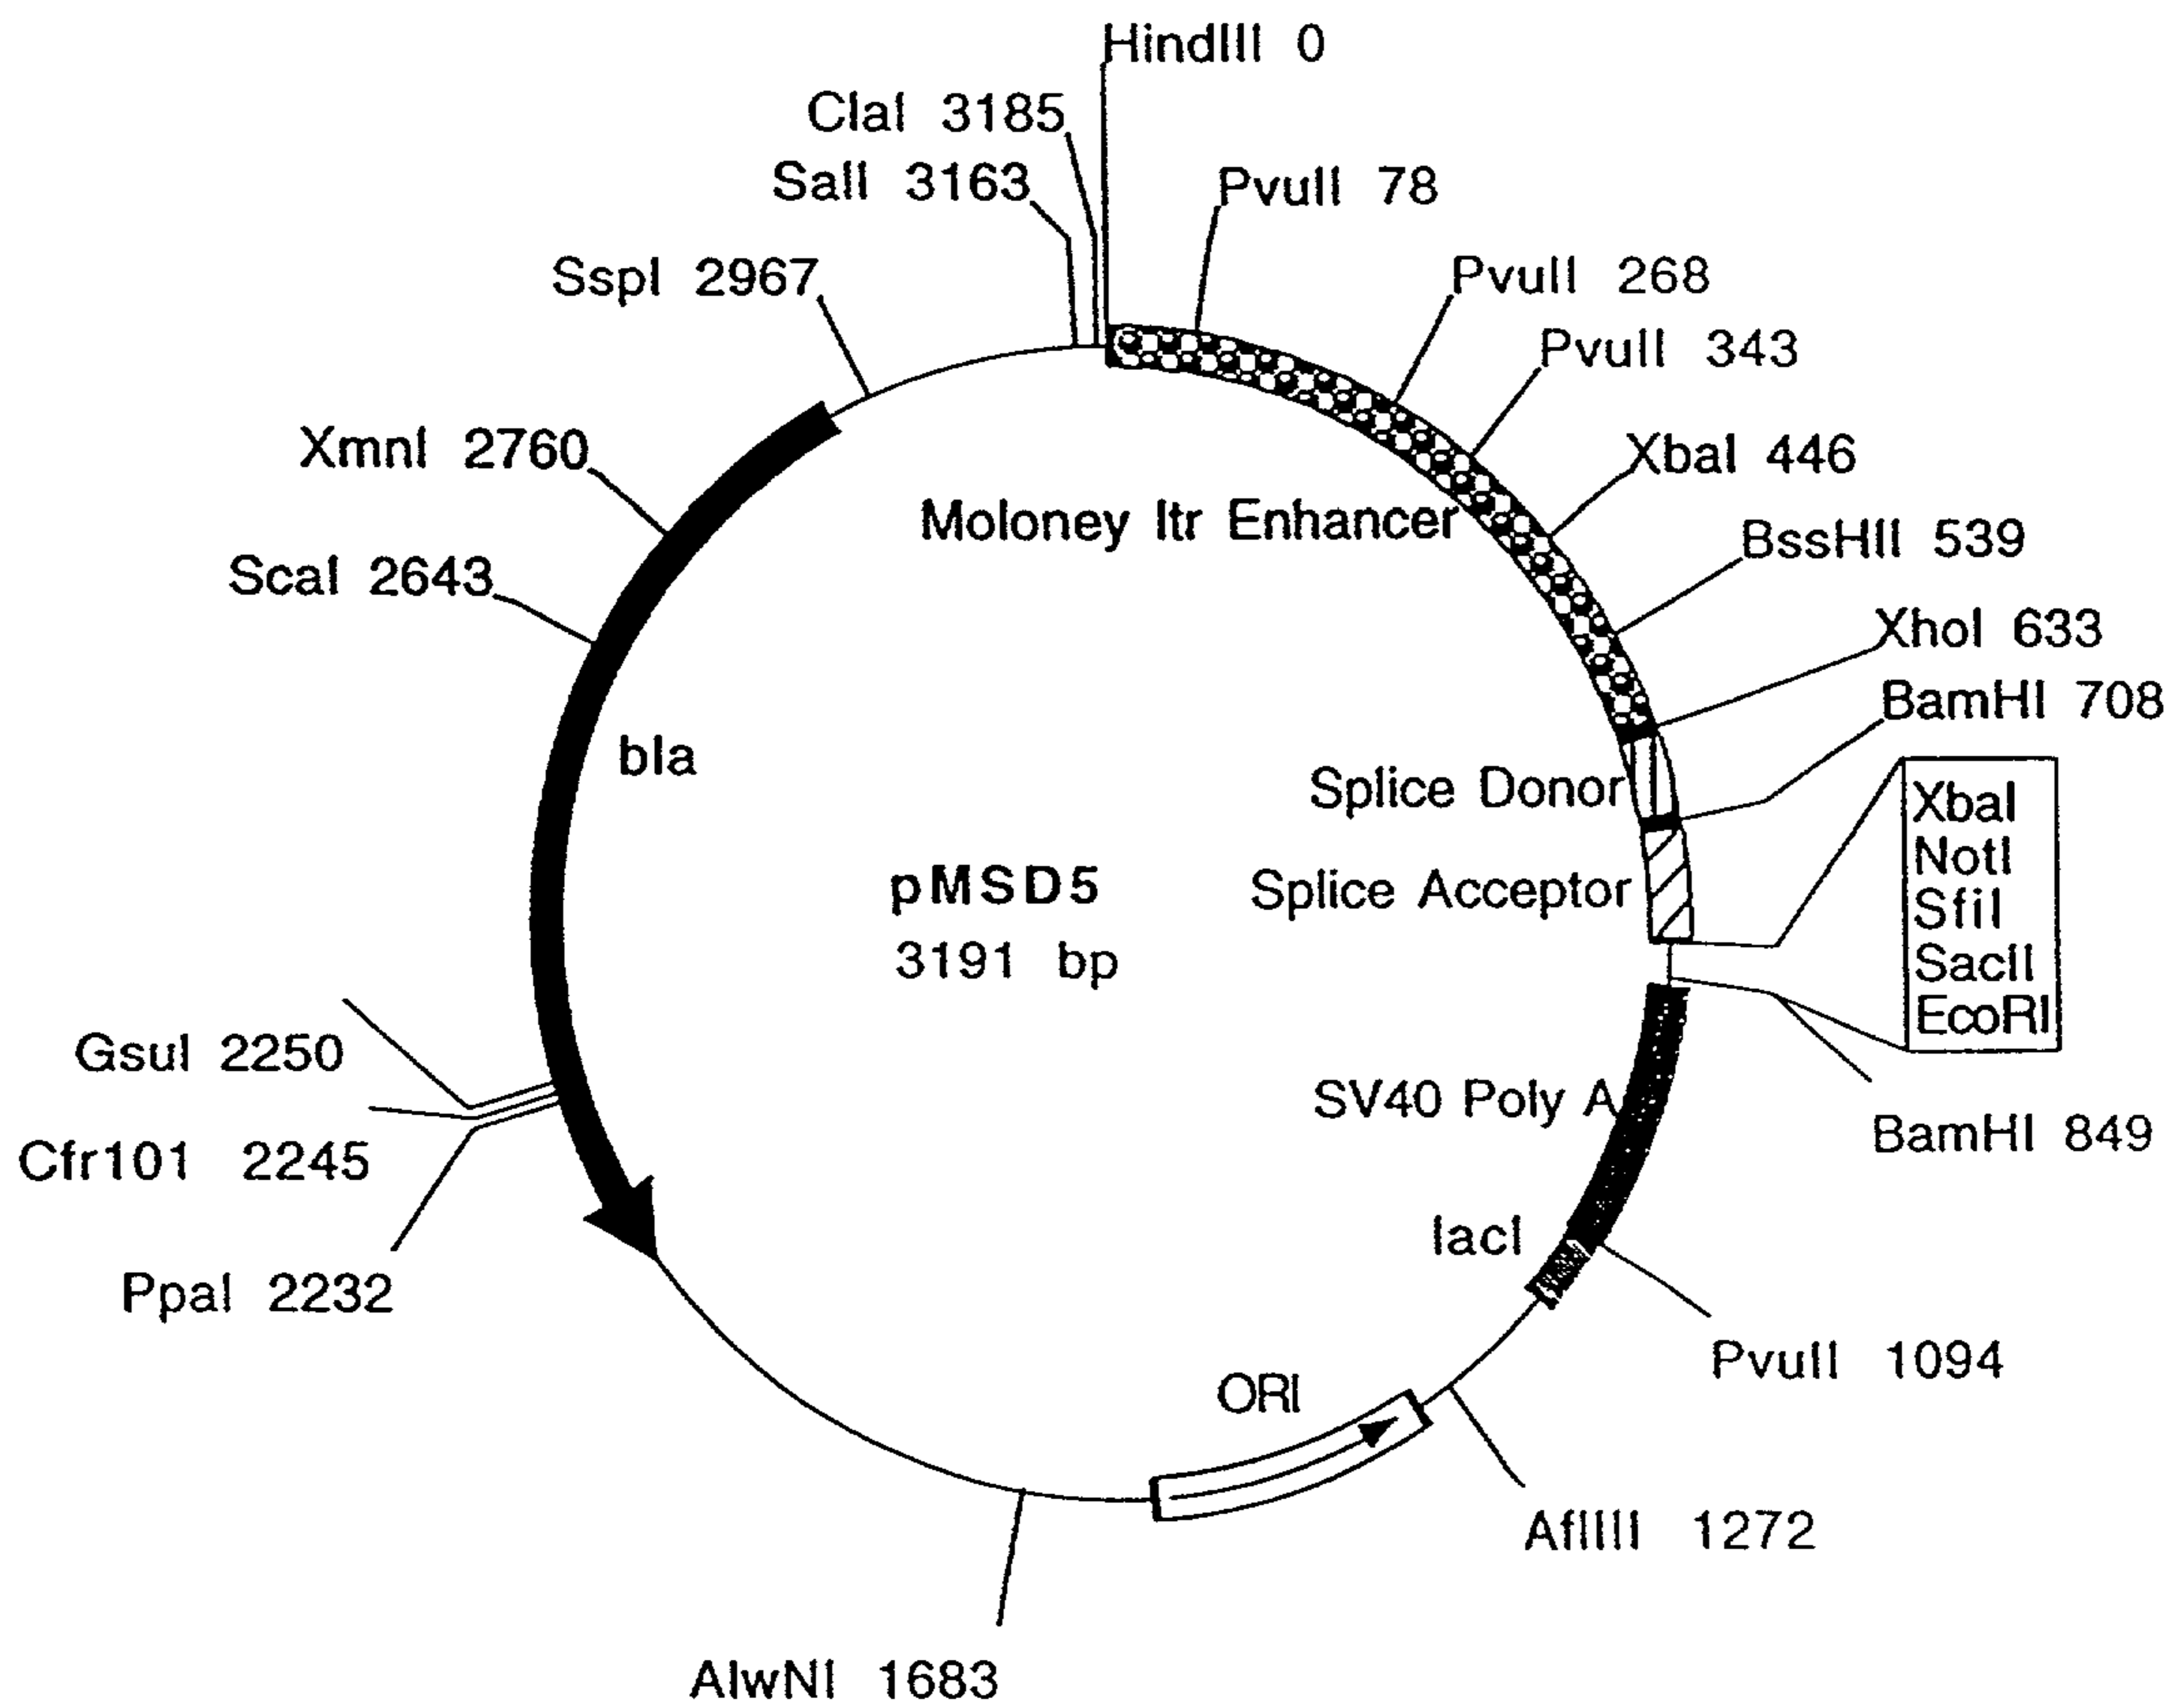 HindIII 0
ClaI 3185
SalI 3163
PvuII 78
SspI 2967
PvuII 268
PvuII 343
XmnI 2760
XbaI 446
Moloney ltr Enhancer
BssHII 539
ScaI 2643
XhoI 633
BamHI 708
bla
Splice Donor
XbaI
NotI
SfiI
SacII
EcoRI
pMSD5
3191 bp
Splice Acceptor
GsuI 2250
SV40 Poly A
BamHI 849
Cfr101 2245
lacI
PpaI 2232
PvuII 1094
ORI
AflIII 1272
AlwNI 1683